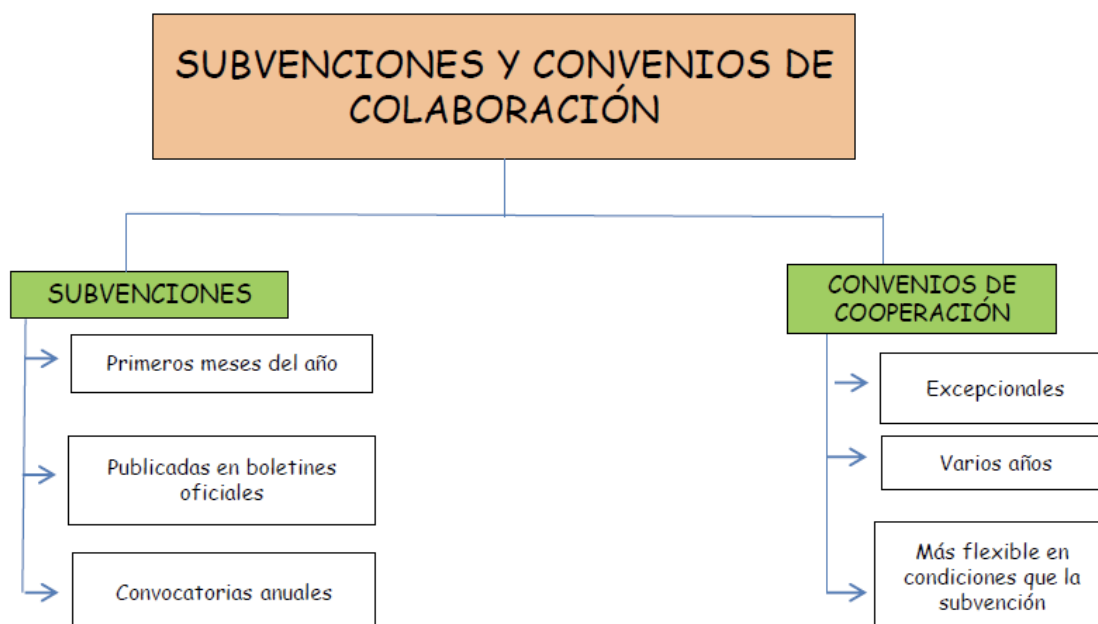 SUBVENCIONES Y CONVENIOS DE
COLABORACIÓN
SUBVENCIONES
Primeros meses del año
Publicadas en boletines
oficiales
Convocatorias anuales
CONVENIOS DE
COOPERACIÓN
Excepcionales
Varios años
Más flexible en
condiciones que la
subvención